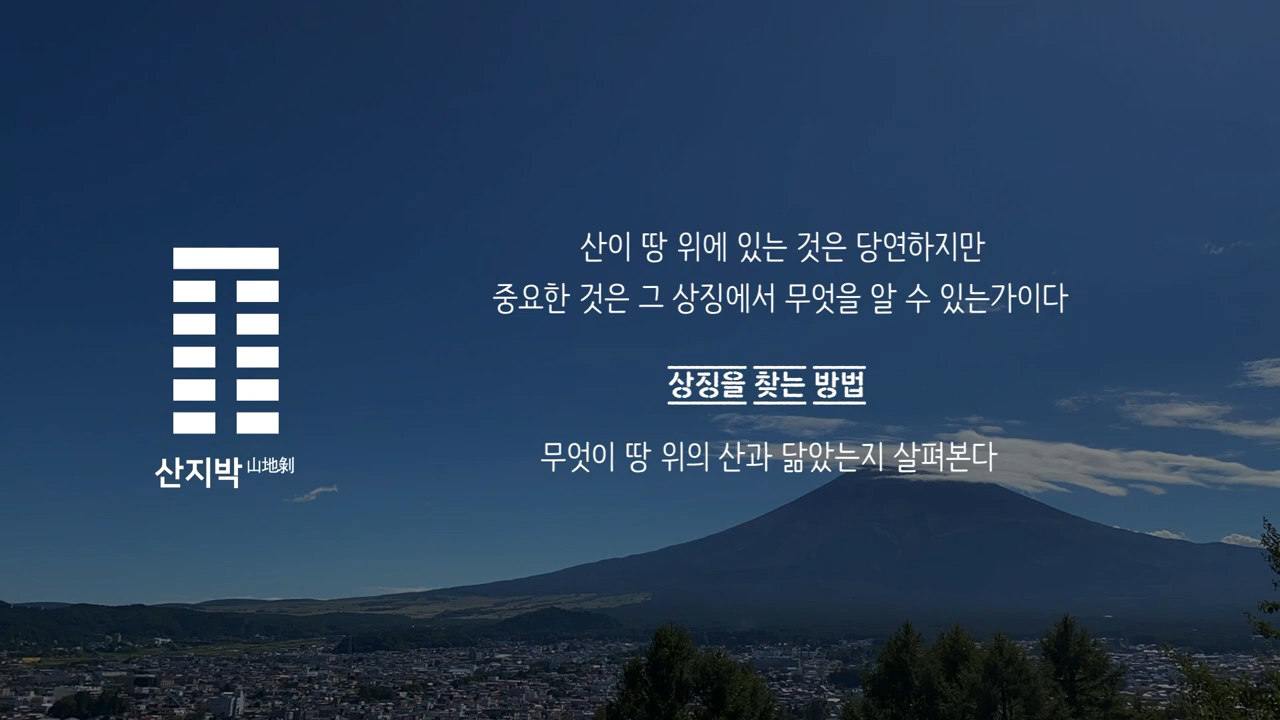 산이 땅 위에 있는 것은 당연하지만
중요한 것은 그 상징에서 무엇을 알 수 있는가이다
상징을 찾는 방법
무엇이 땅 위의 산과 닮았는지 살펴본다
산지박 山地剝